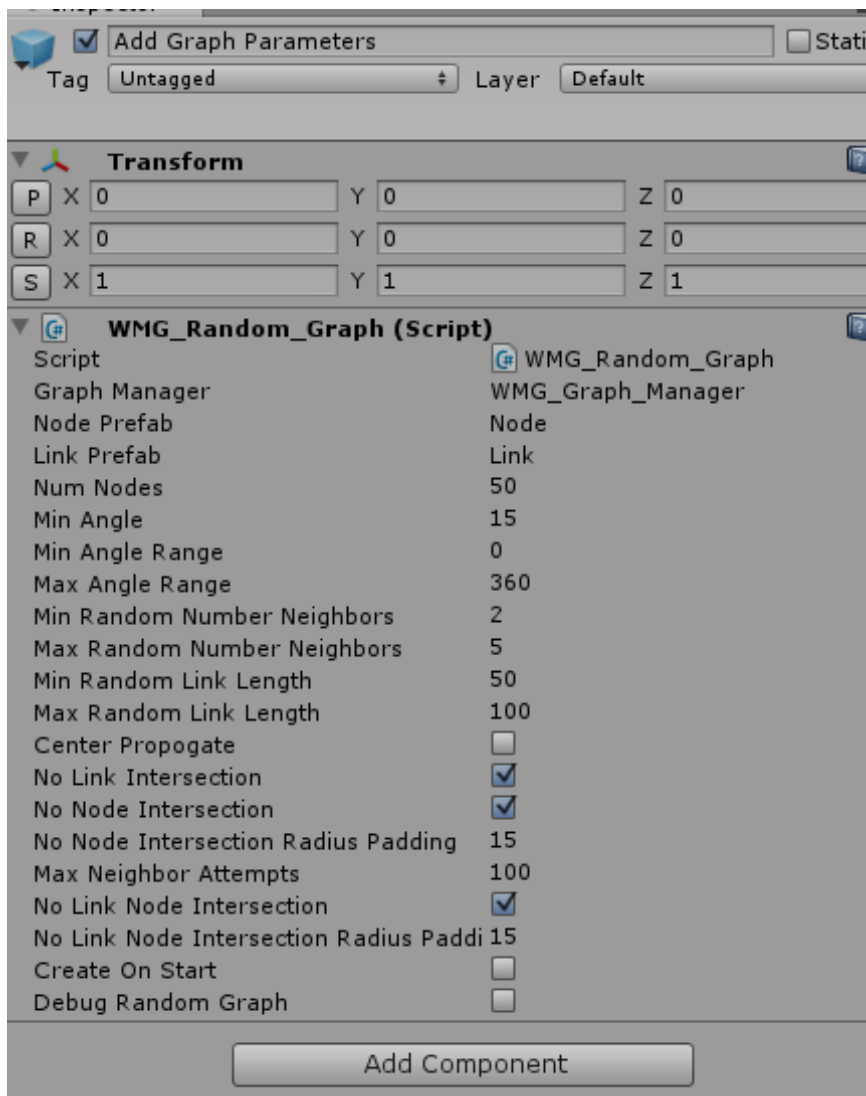 Inspector
Add Graph Parameters Stati
Tag Untagged Layer Default
Transform
P X 0 Y 0 Z 0
R X 0 Y 0 Z 0
S X 1 Y 1 Z 1
WMG_Random_Graph (Script)
Script WMG_Random_Graph
Graph Manager WMG_Graph_Manager
Node Prefab Node
Link Prefab Link
Num Nodes 50
Min Angle 15
Min Angle Range 0
Max Angle Range 360
Min Random Number Neighbors 2
Max Random Number Neighbors 5
Min Random Link Length 50
Max Random Link Length 100
Center Propogate
No Link Intersection
No Node Intersection
No Node Intersection Radius Padding 15
Max Neighbor Attempts 100
No Link Node Intersection
No Link Node Intersection Radius Paddi 15
Create On Start
Debug Random Graph
Add Component